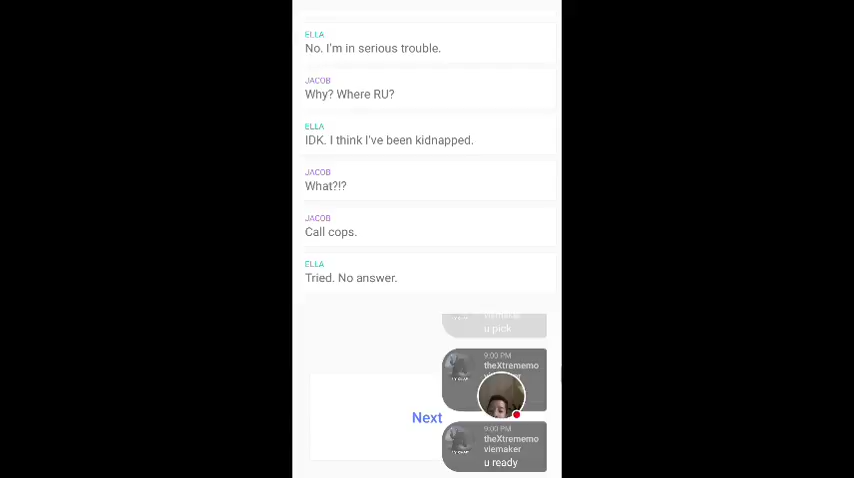 ELLA
No. I'm in serious trouble.
JACOB
Why? Where RU?
ELLA
IDK. I think I've been kidnapped.
JACOB
What?!?
JACOB
Call cops.
ELLA
Tried. No answer.
u pick
9:00 PM
theXtrememo
Next
9:00 PM
theXtrememo
viemaker
u ready